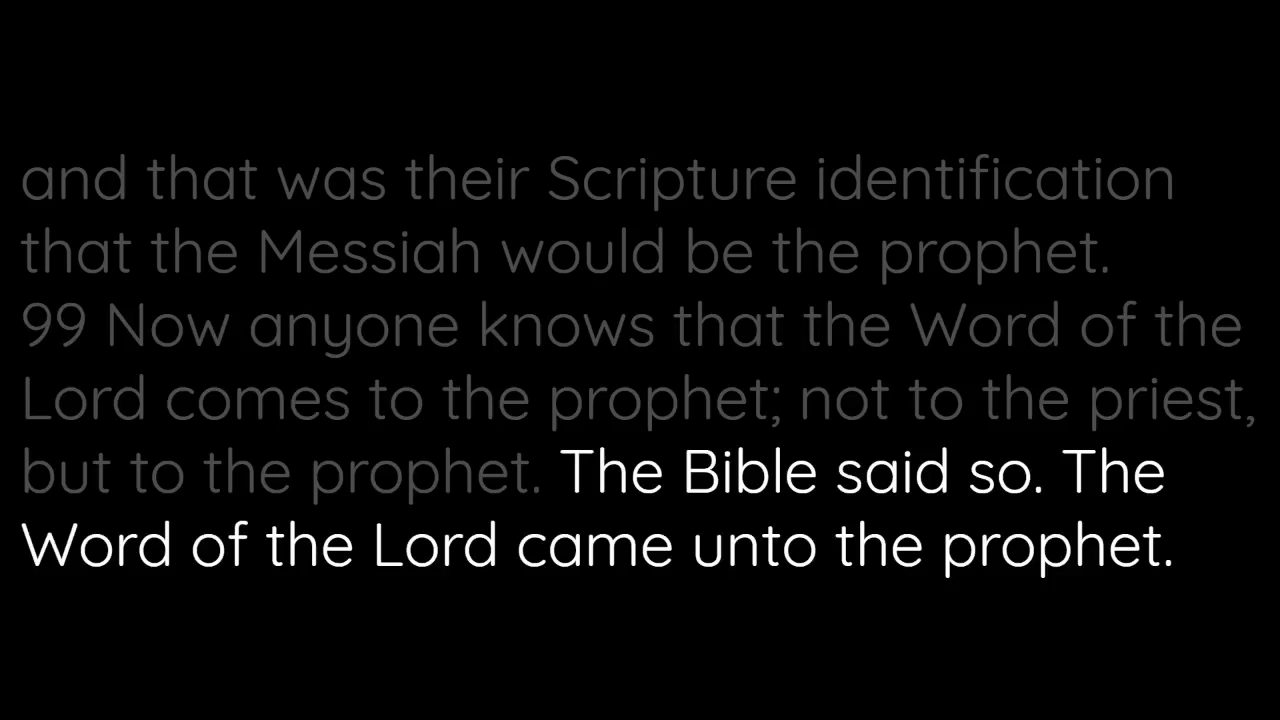 and that was their Scripture identification
that the Messiah would be the prophet.
99 Now anyone knows that the Word of the
Lord comes to the prophet; not to the priest,
but to the prophet. The Bible said so. The
Word of the Lord came unto the prophet.